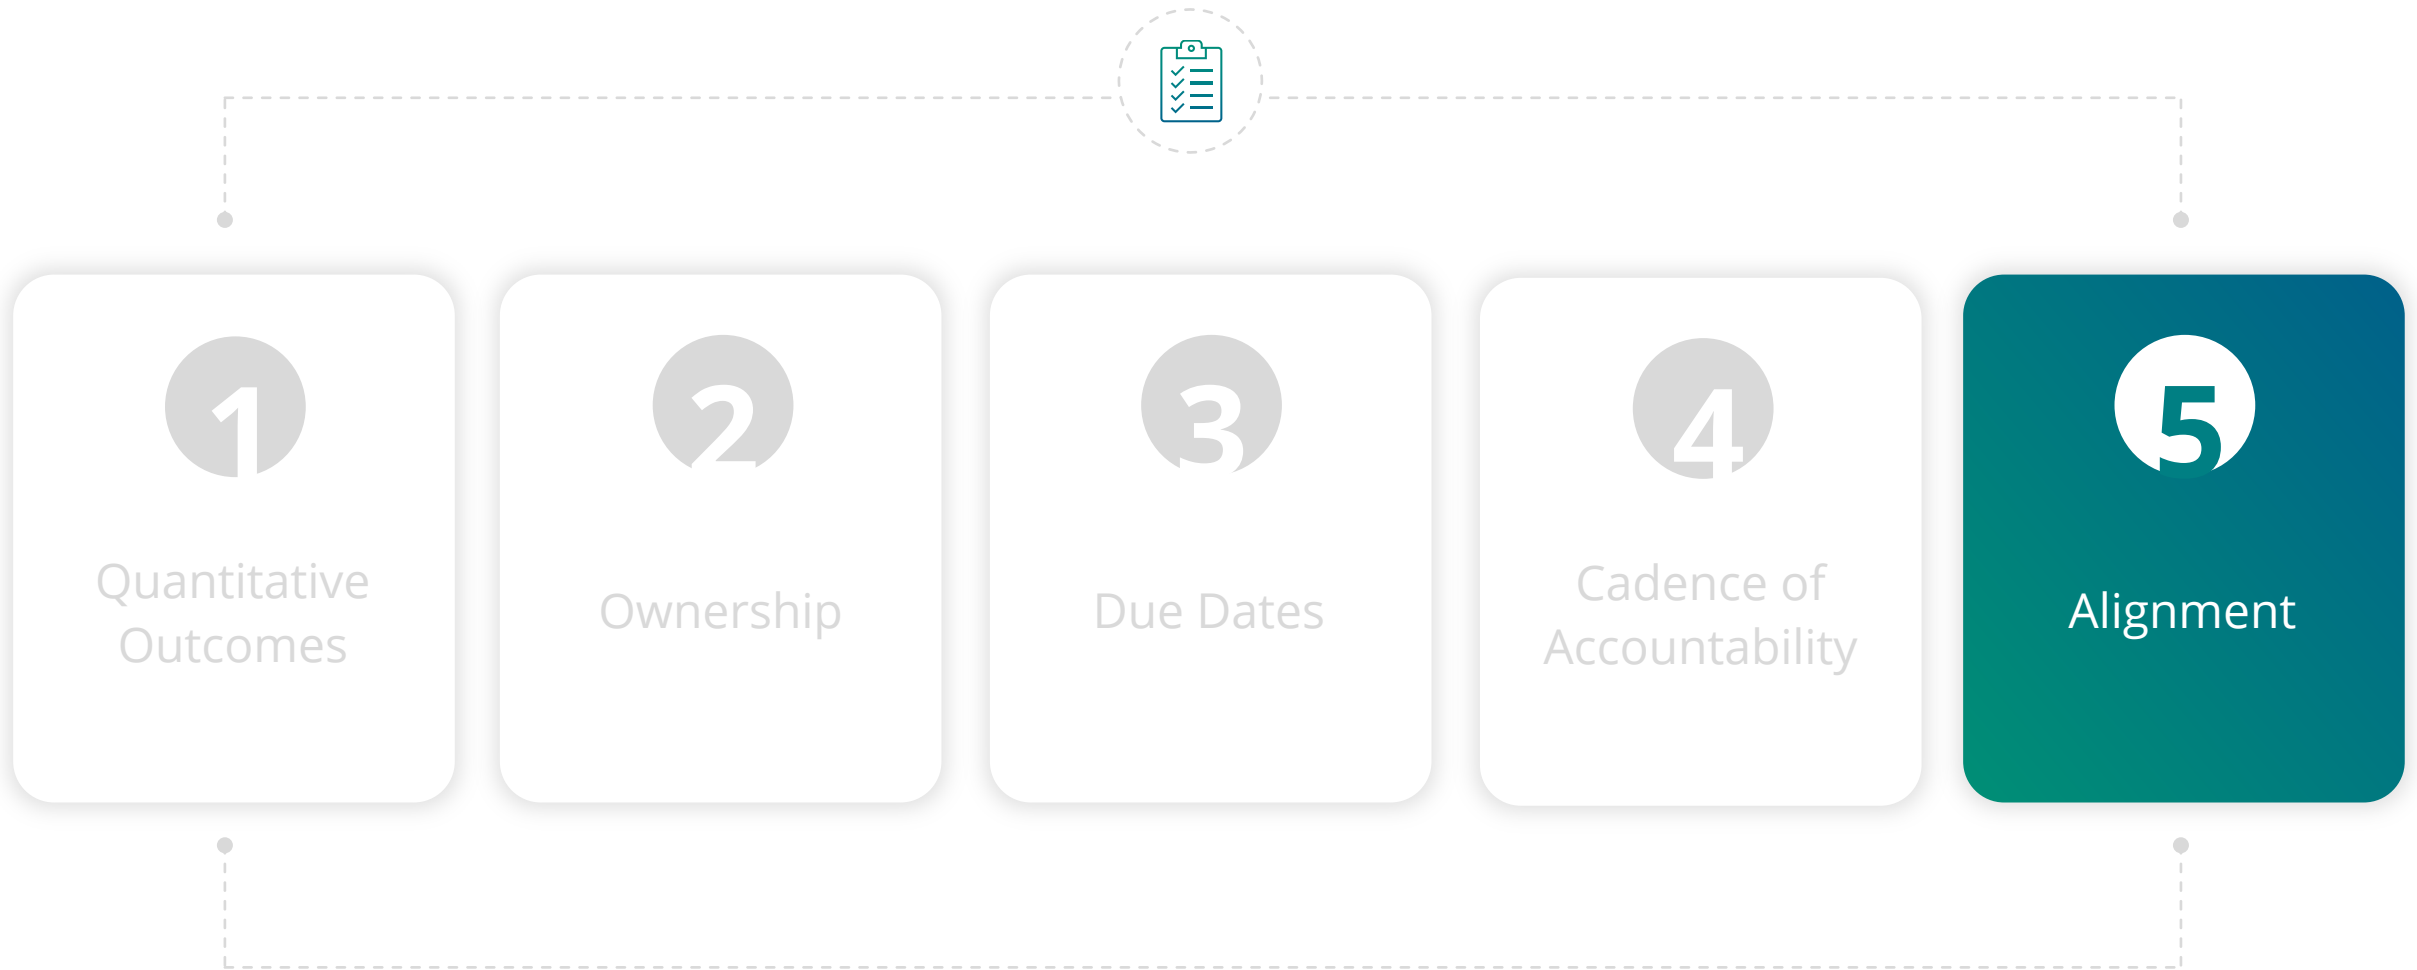 1
Quantitative
Outcomes
2
Ownership
3
Due Dates
4
Cadence of
Accountability
5
Alignment